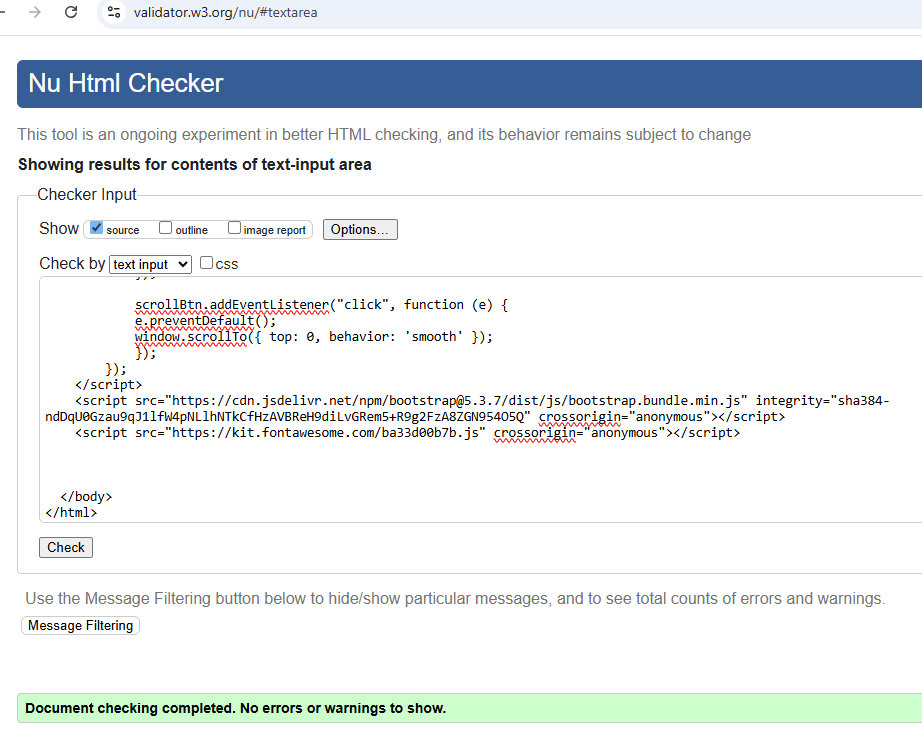 validator.w3.org/nu/#textarea
Nu Html Checker
This tool is an ongoing experiment in better HTML checking, and its behavior remains subject to change
Showing results for contents of text-input area
Checker Input
Show source outline image report Options...
Check by text input css
scrollBtn.addEventListener("click", function (e) {
e.preventDefault();
window.scrollTo({ top: 0, behavior: 'smooth' });
});
});
</script>
<script src="https://cdn.jsdelivr.net/npm/bootstrap@5.3.7/dist/js/bootstrap.bundle.min.js" integrity="sha384-
ndDqU0Gzau9qJ1lfW4pNLlhNTkCfHzAVBReH9diLvGRem5+R9g2FzA8ZGN954O5Q" crossorigin="anonymous"></script>
<script src="https://kit.fontawesome.com/ba33d00b7b.js" crossorigin="anonymous"></script>
</body>
</html>
Check
Use the Message Filtering button below to hide/show particular messages, and to see total counts of errors and warnings.
Message Filtering
Document checking completed. No errors or warnings to show.